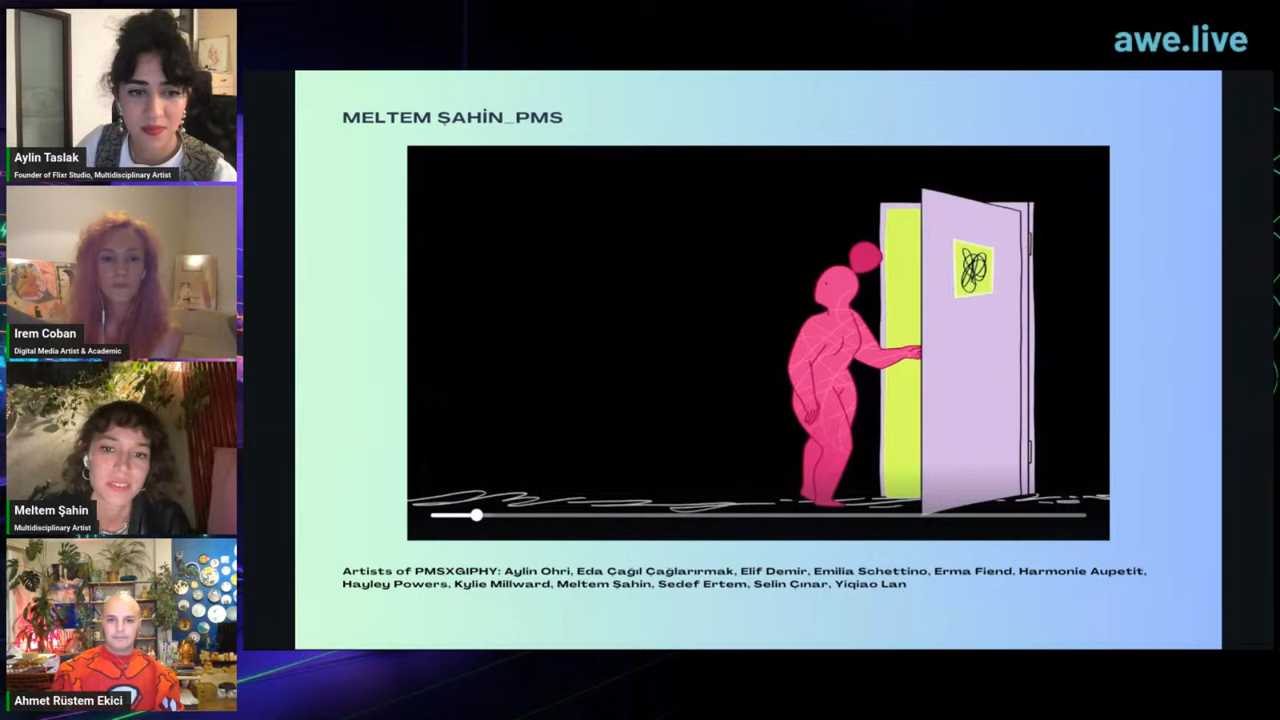 awe.live
Aylin Taslak
Founder of Flixr Studio, Multidisciplinary Artist
Irem Coban
Digital Media Artist & Academic
Meltem Şahin
Multidisciplinary Artist
Ahmet Rüstem Ekici
MELTEM ŞAHİN_PMS
Artists of PMSXGIPHY: Aylin Ohri, Eda Çağıl Çağlarırmak, Elif Demir, Emilia Schettino, Erma Fiend, Harmonie Aupetit,
Hayley Powers, Kylie Millward, Meltem Şahin, Sedef Ertem, Selin Çınar, Yiqiao Lan